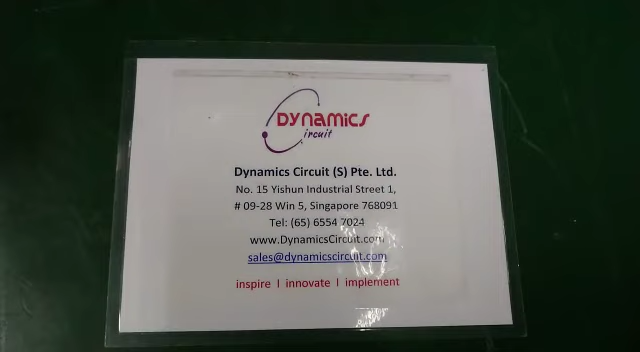 Dynamics
Circuit
Dynamics Circuit (S) Pte. Ltd.
No. 15 Yishun Industrial Street 1,
# 09-28 Win 5, Singapore 768091
Tel: (65) 6554 7024
www.DynamicsCircuit.com
sales@dynamicscircuit.com
inspire I innovate I implement